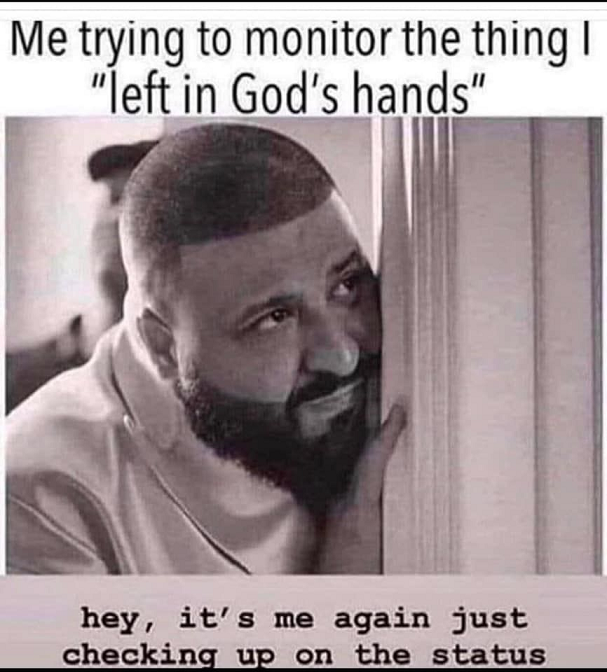 Me trying to monitor the thing I
"left in God's hands"
hey, it's me again just
checking up on the status